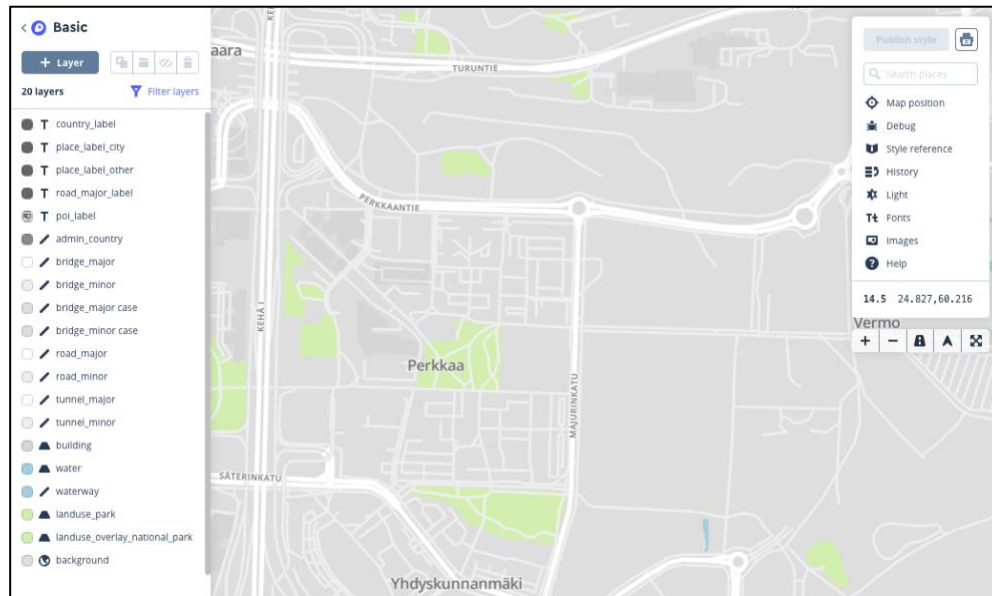 Basic
+ Layer
20 layers
Filter layers
country_label
place_label_city
place_label_other
road_major_label
poi_label
admin_country
bridge_major
bridge_minor
bridge_major case
bridge_minor case
road_major
road_minor
tunnel_major
tunnel_minor
building
water
waterway
landuse_park
landuse_overlay_national_park
background
aara
TURUNTIE
PERKKAANTIE
KEHÄ I
Perkkaa
MAJURINKATU
SÄTERINKATU
Yhdyskunnanmäki
Publish style
Search places
Map position
Debug
Style reference
History
Light
Fonts
Images
Help
14.5 24.827,60.216
Vermo